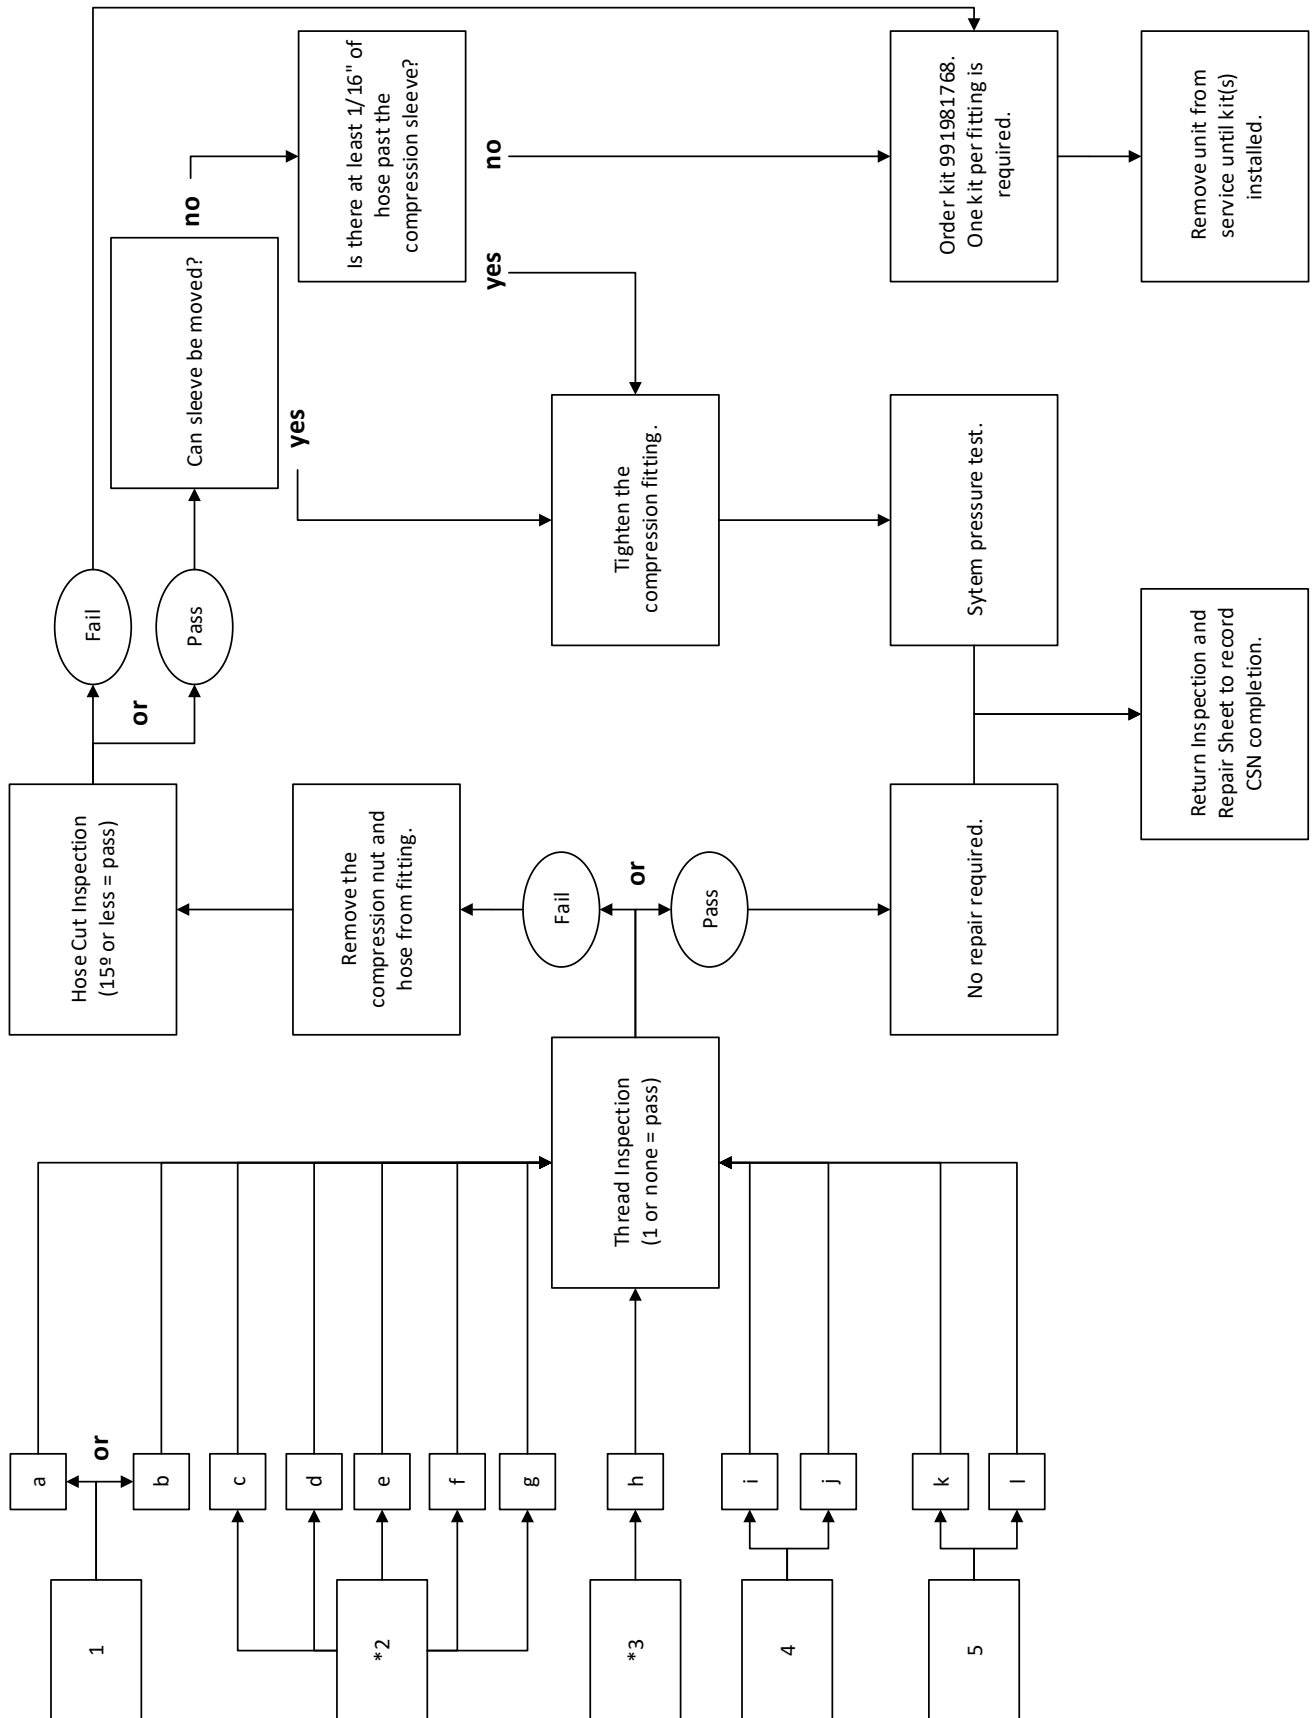 1
*2
*3
4
5
a
or
b
c
d
e
f
g
h
i
j
k
l
Thread Inspection
(1 or none = pass)
Fail
or
Pass
Remove the
compression nut and
hose from fitting.
Hose Cut Inspection
(15º or less = pass)
No repair required.
Fail
or
Pass
Can sleeve be moved?
yes
no
Is there at least 1/16" of
hose past the
compression sleeve?
yes
no
Tighten the
compression fitting.
Sytem pressure test.
Return Inspection and
Repair Sheet to record
CSN completion.
Order kit 991981768.
One kit per fitting is
required.
Remove unit from
service until kit(s)
installed.